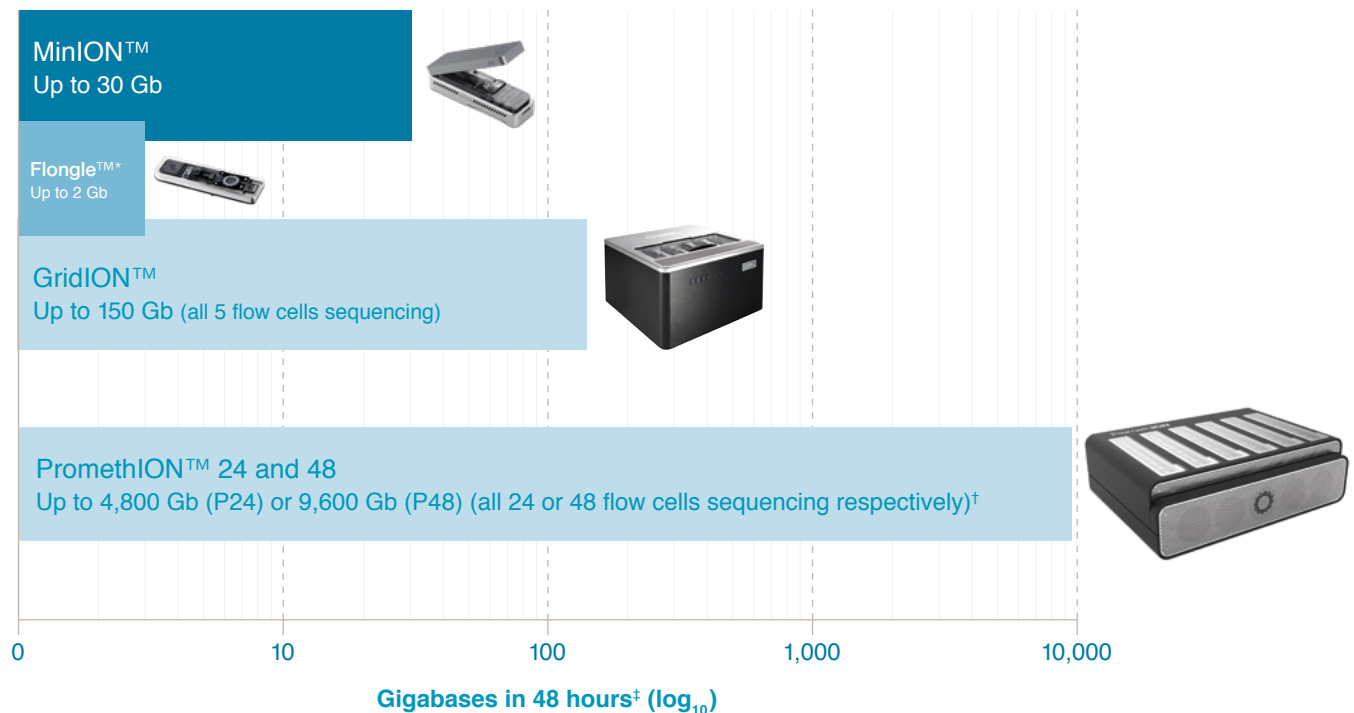 MinION™
Up to 30 Gb
Flongle™*
Up to 2 Gb
GridION™
Up to 150 Gb (all 5 flow cells sequencing)
PromethION™ 24 and 48
Up to 4,800 Gb (P24) or 9,600 Gb (P48) (all 24 or 48 flow cells sequencing respectively)†
0 10 100 1,000 10,000
Gigabases in 48 hours‡ (log₁₀)